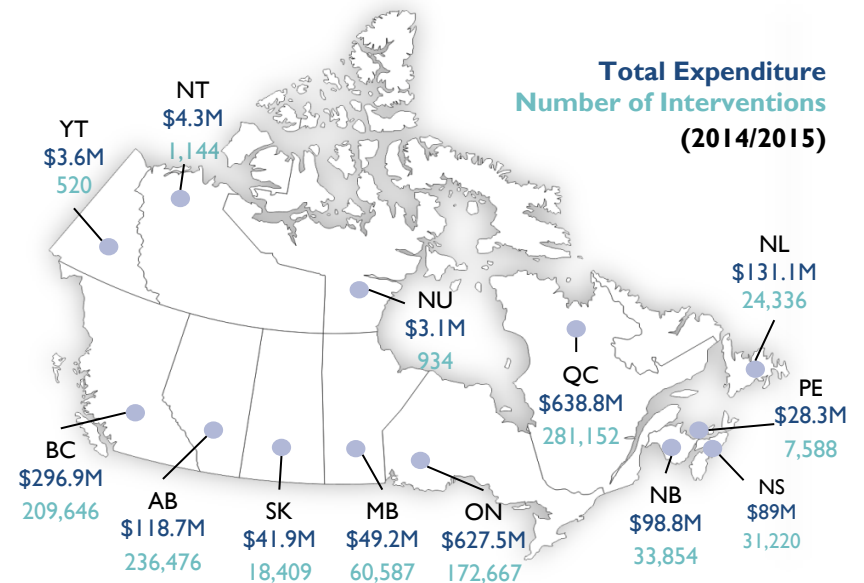 Total Expenditure
Number of Interventions
(2014/2015)
NT
$4.3M
1,144
YT
$3.6M
520
NU
$3.1M
934
NL
$131.1M
24,336
QC
$638.8M
281,152
PE
$28.3M
7,588
BC
$296.9M
209,646
AB
$118.7M
236,476
SK
$41.9M
18,409
MB
$49.2M
60,587
ON
$627.5M
172,667
NB
$98.8M
33,854
NS
$89M
31,220